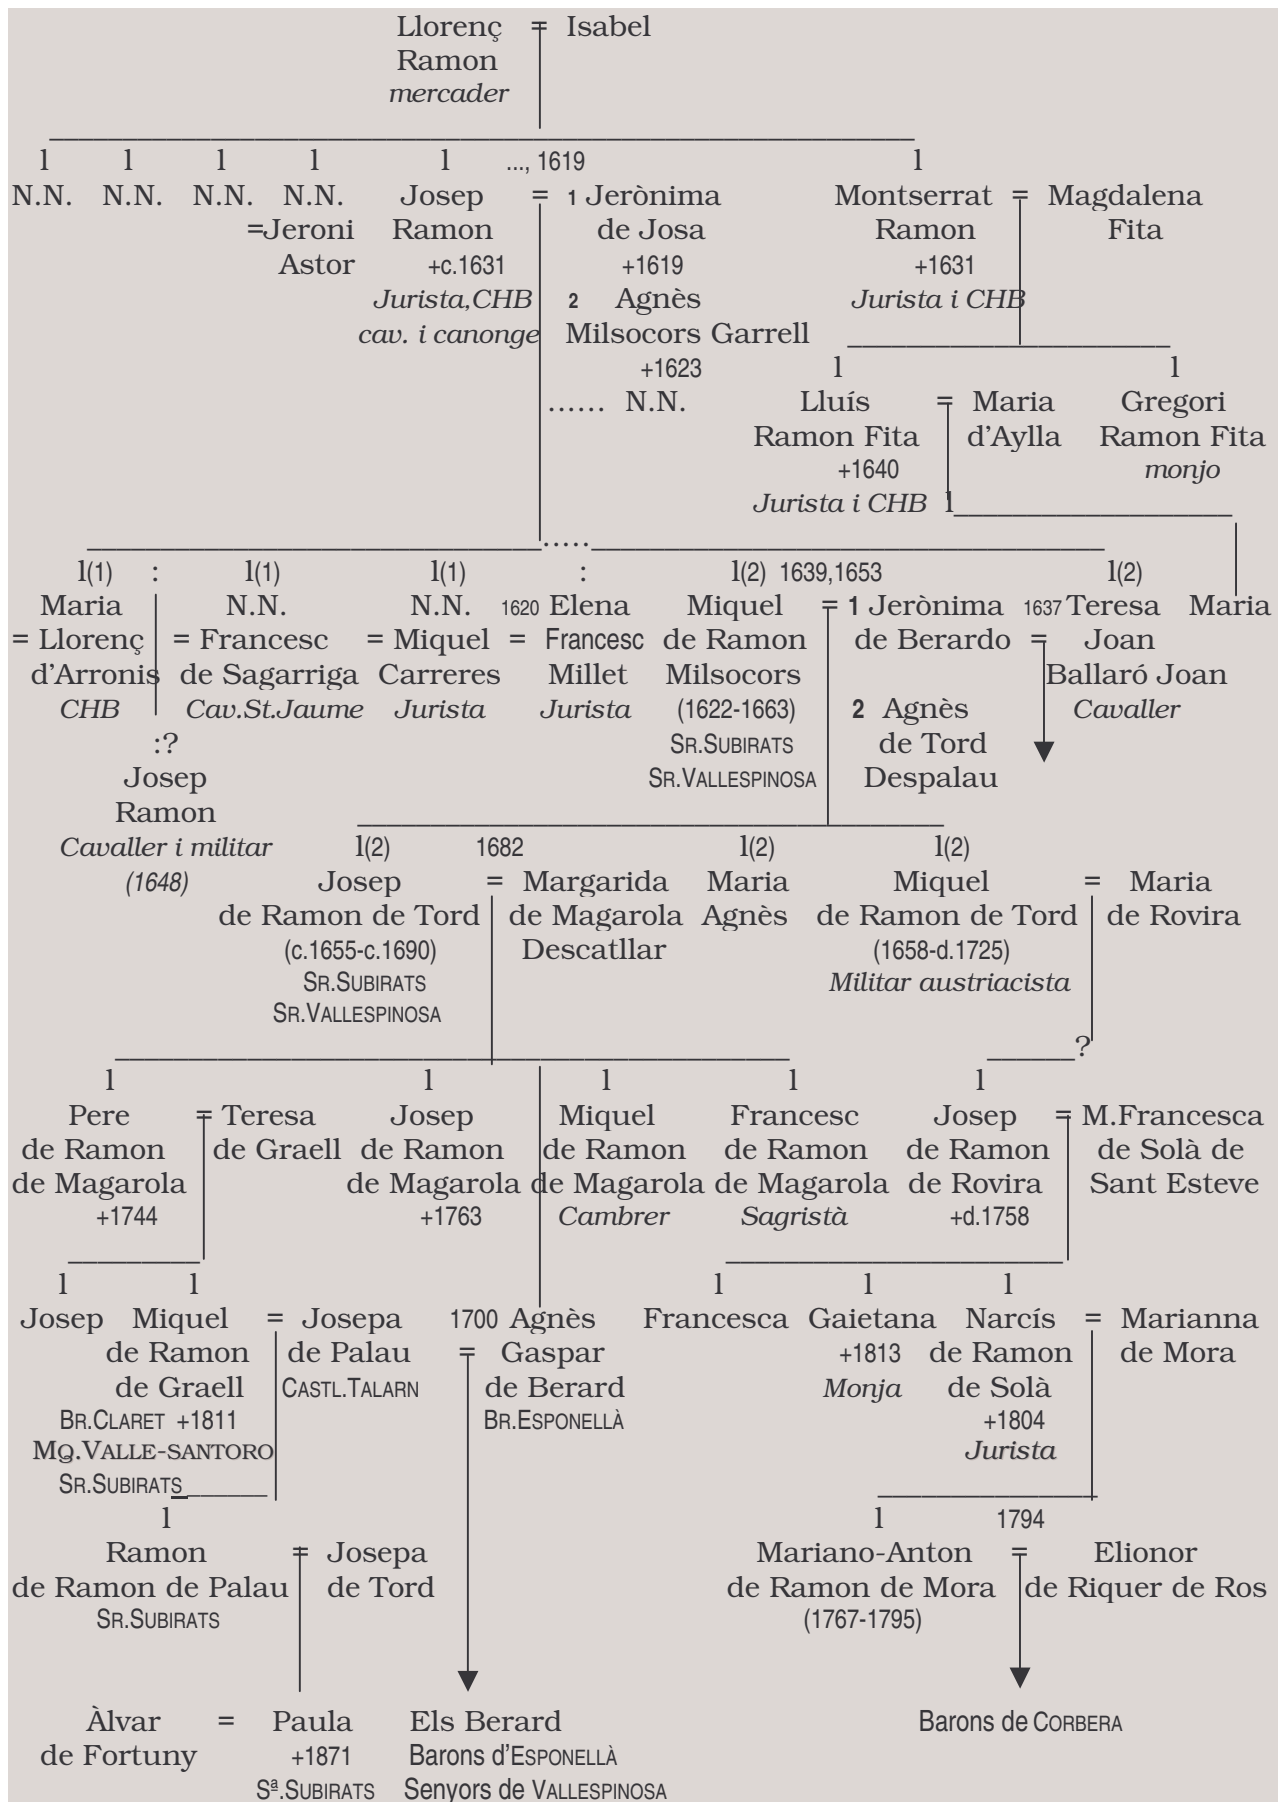 Llorenç = Isabel
Ramon
mercader
l l l l l ..., 1619 l
N.N. N.N. N.N. N.N. Josep = 1 Jerònima Montserrat = Magdalena
=Jeroni Ramon de Josa Ramon Fita
Astor +c.1631 +1619 +1631
Jurista,CHB 2 Agnès Jurista i CHB
cav. i canonge Milsocors Garrell
+1623 l l
...... N.N. Lluís = Maria Gregori
Ramon Fita d'Aylla Ramon Fita
+1640 monjo
Jurista i CHB l
.....
l(1) : l(1) l(1) : l(2) 1639,1653 l(2)
Maria N.N. N.N. 1620 Elena Miquel = 1 Jerònima 1637 Teresa Maria
= Llorenç = Francesc = Miquel = Francesc de Ramon de Berardo = Joan
d'Arronis de Sagarriga Carreres Millet Milsocors Ballaró Joan
CHB Cav.St.Jaume Jurista Jurista (1622-1663) 2 Agnès Cavaller
:? SR.SUBIRATS de Tord
Josep SR.VALLESPINOSA Despalau
Ramon
Cavaller i militar l(2) 1682 l(2) l(2)
(1648) Josep = Margarida Maria Miquel = Maria
de Ramon de Tord de Magarola Agnès de Ramon de Tord de Rovira
(c.1655-c.1690) Descatllar (1658-d.1725)
SR.SUBIRATS Militar austriacista
SR.VALLESPINOSA
?
l l l l l
Pere = Teresa Josep Miquel Francesc Josep = M.Francesca
de Ramon de Graell de Ramon de Ramon de Ramon de Ramon de Solà de
de Magarola de Magarola de Magarola de Magarola de Rovira Sant Esteve
+1744 +1763 Cambrer Sagristà +d.1758
l l l l l
Josep Miquel = Josepa 1700 Agnès Francesca Gaietana Narcís = Marianna
de Ramon de Palau = Gaspar +1813 de Ramon de Mora
de Graell CASTL.TALARN de Berard Monja de Solà
BR.CLARET +1811 BR.ESPONELLÀ +1804
MQ.VALLE-SANTORO Jurista
SR.SUBIRATS
l l 1794
Ramon = Josepa Mariano-Anton = Elionor
de Ramon de Palau de Tord de Ramon de Mora de Riquer de Ros
SR.SUBIRATS (1767-1795)
Àlvar = Paula Els Berard Barons de CORBERA
de Fortuny +1871 Barons d'ESPONELLÀ
Sª.SUBIRATS Senyors de VALLESPINOSA